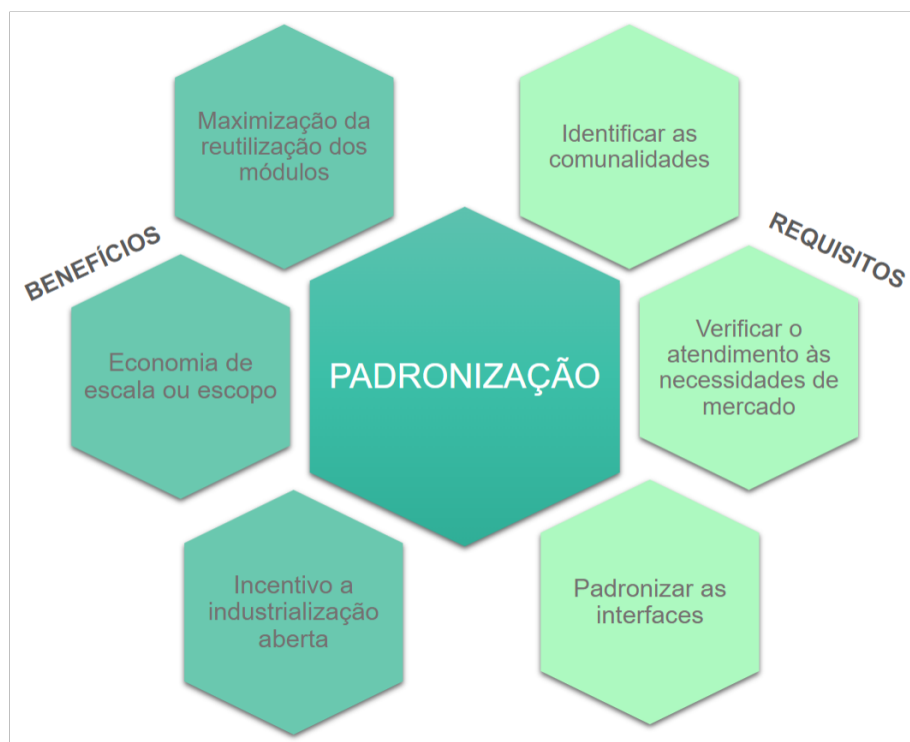 BENEFÍCIOS
Maximização da
reutilização dos
módulos
Economia de
escala ou escopo
Incentivo a
industrialização
aberta
PADRONIZAÇÃO
REQUISITOS
Identificar as
comunalidades
Verificar o
atendimento às
necessidades de
mercado
Padronizar as
interfaces